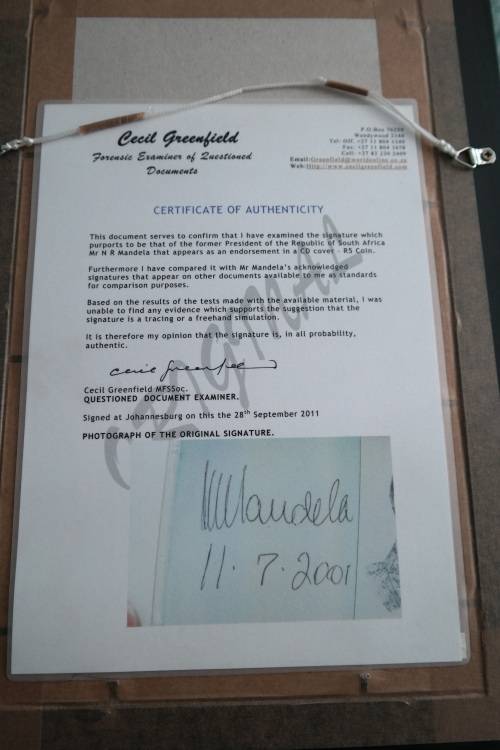 Cecil Greenfield
Forensic Examiner of Questioned
Documents
CERTIFICATE OF AUTHENTICITY
This document serves to confirm that I have examined the signature which
purports to be that of the former President of the Republic of South Africa
Mr N R Mandela that appears as an endorsement in a CD cover - R5 Coin.
Furthermore I have compared it with Mr Mandela's acknowledged
signatures that appear on other documents available to me as standards
for comparison purposes.
Based on the results of the tests made with the available material, I was
unable to find any evidence which supports the suggestion that the
signature is a tracing or a freehand simulation.
It is therefore my opinion that the signature is, in all probability,
authentic.
Cecil Greenfield
Cecil Greenfield MFSSoc.
QUESTIONED DOCUMENT EXAMINER.
Signed at Johannesburg on this the 28th September 2011
PHOTOGRAPH OF THE ORIGINAL SIGNATURE.
Mandela
11.7.2001